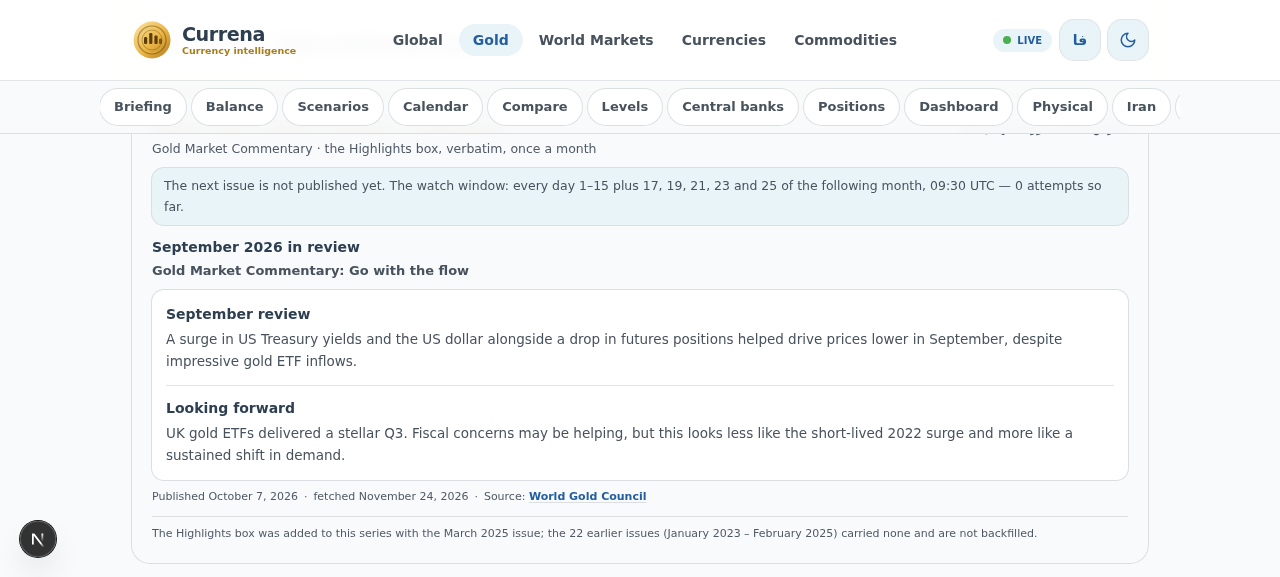 Currena
Currency intelligence
Global
Gold
World Markets
Currencies
Commodities
LIVE
فا
Briefing
Balance
Scenarios
Calendar
Compare
Levels
Central banks
Positions
Dashboard
Physical
Iran
Gold Market Commentary · the Highlights box, verbatim, once a month
The next issue is not published yet. The watch window: every day 1–15 plus 17, 19, 21, 23 and 25 of the following month, 09:30 UTC — 0 attempts so
far.
September 2026 in review
Gold Market Commentary: Go with the flow
September review
A surge in US Treasury yields and the US dollar alongside a drop in futures positions helped drive prices lower in September, despite
impressive gold ETF inflows.
Looking forward
UK gold ETFs delivered a stellar Q3. Fiscal concerns may be helping, but this looks less like the short-lived 2022 surge and more like a
sustained shift in demand.
Published October 7, 2026 · fetched November 24, 2026 · Source: World Gold Council
The Highlights box was added to this series with the March 2025 issue; the 22 earlier issues (January 2023 – February 2025) carried none and are not backfilled.
N